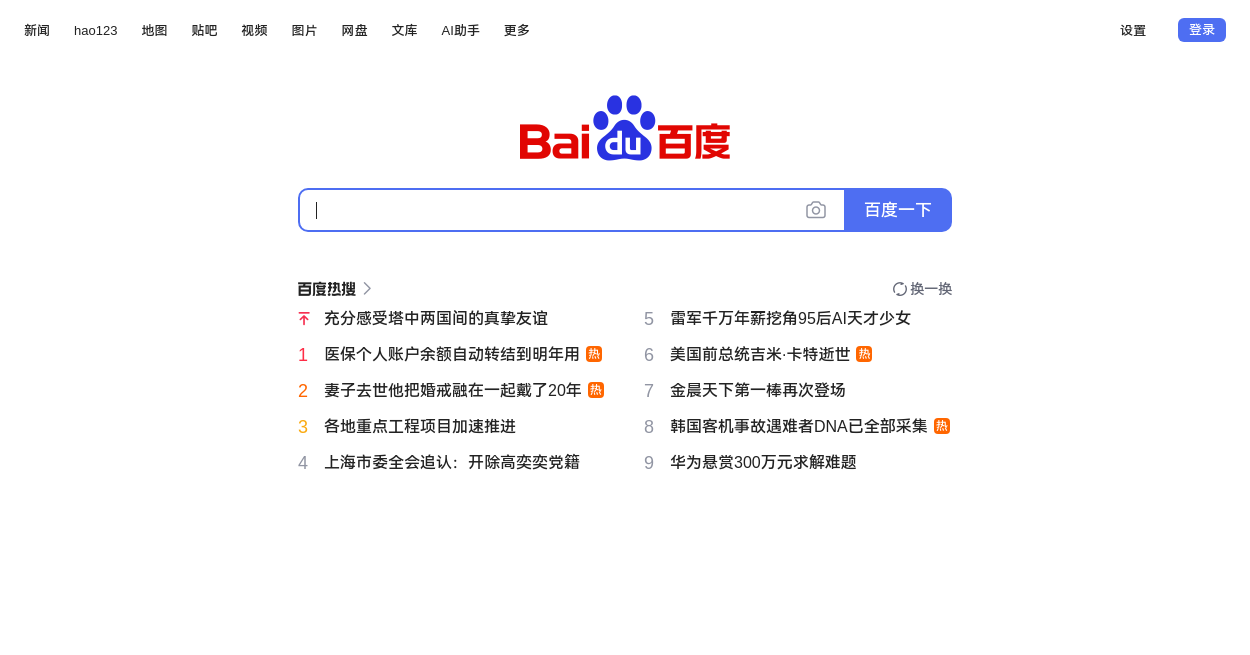 新闻 hao123 地图 贴吧 视频 图片 网盘 文库 AI助手 更多 设置 登录
Bai du 百度
百度一下
百度热搜 换一换
充分感受塔中两国间的真挚友谊
1 医保个人账户余额自动转结到明年用 热
2 妻子去世他把婚戒融在一起戴了20年 热
3 各地重点工程项目加速推进
4 上海市委全会追认：开除高奕奕党籍
5 雷军千万年薪挖角95后AI天才少女
6 美国前总统吉米·卡特逝世 热
7 金晨天下第一棒再次登场
8 韩国客机事故遇难者DNA已全部采集 热
9 华为悬赏300万元求解难题